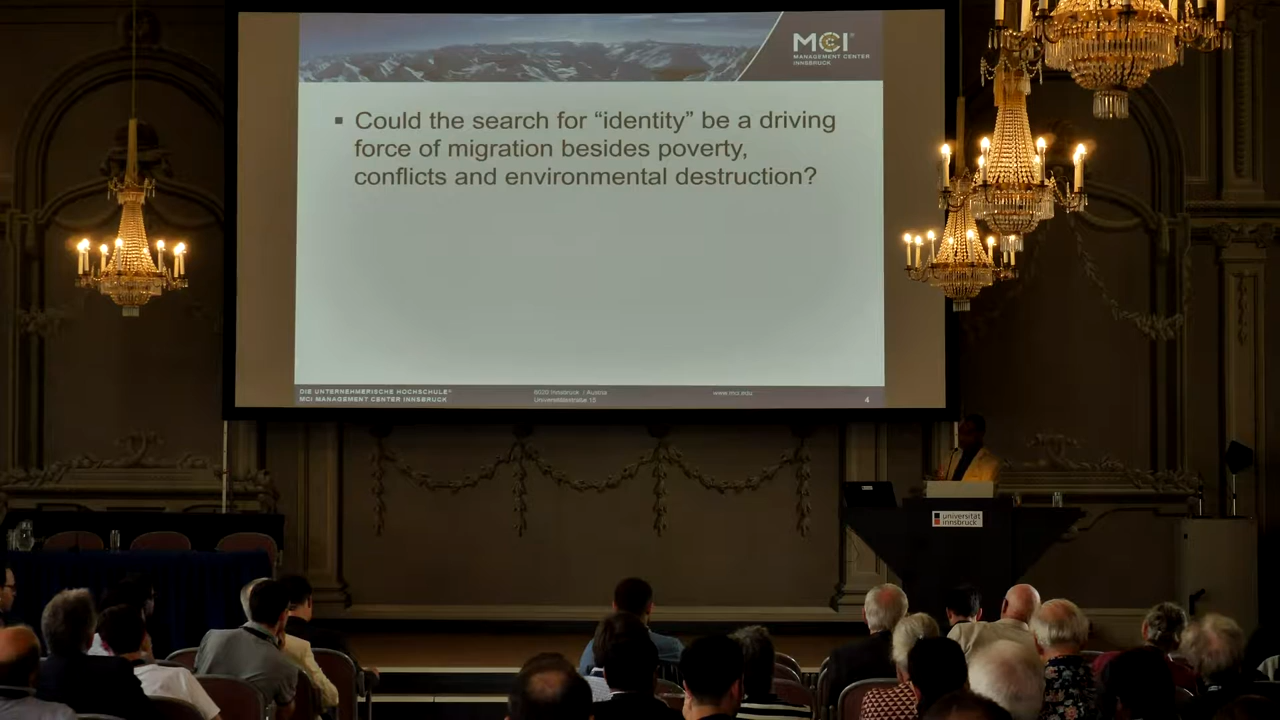 MCI®
MANAGEMENT CENTER
INNSBRUCK
▪ Could the search for “identity” be a driving
force of migration besides poverty,
conflicts and environmental destruction?
DIE UNTERNEHMERISCHE HOCHSCHULE®
MCI MANAGEMENT CENTER INNSBRUCK
6020 Innsbruck / Austria
Universitätsstraße 15
www.mci.edu
4
universität
innsbruck